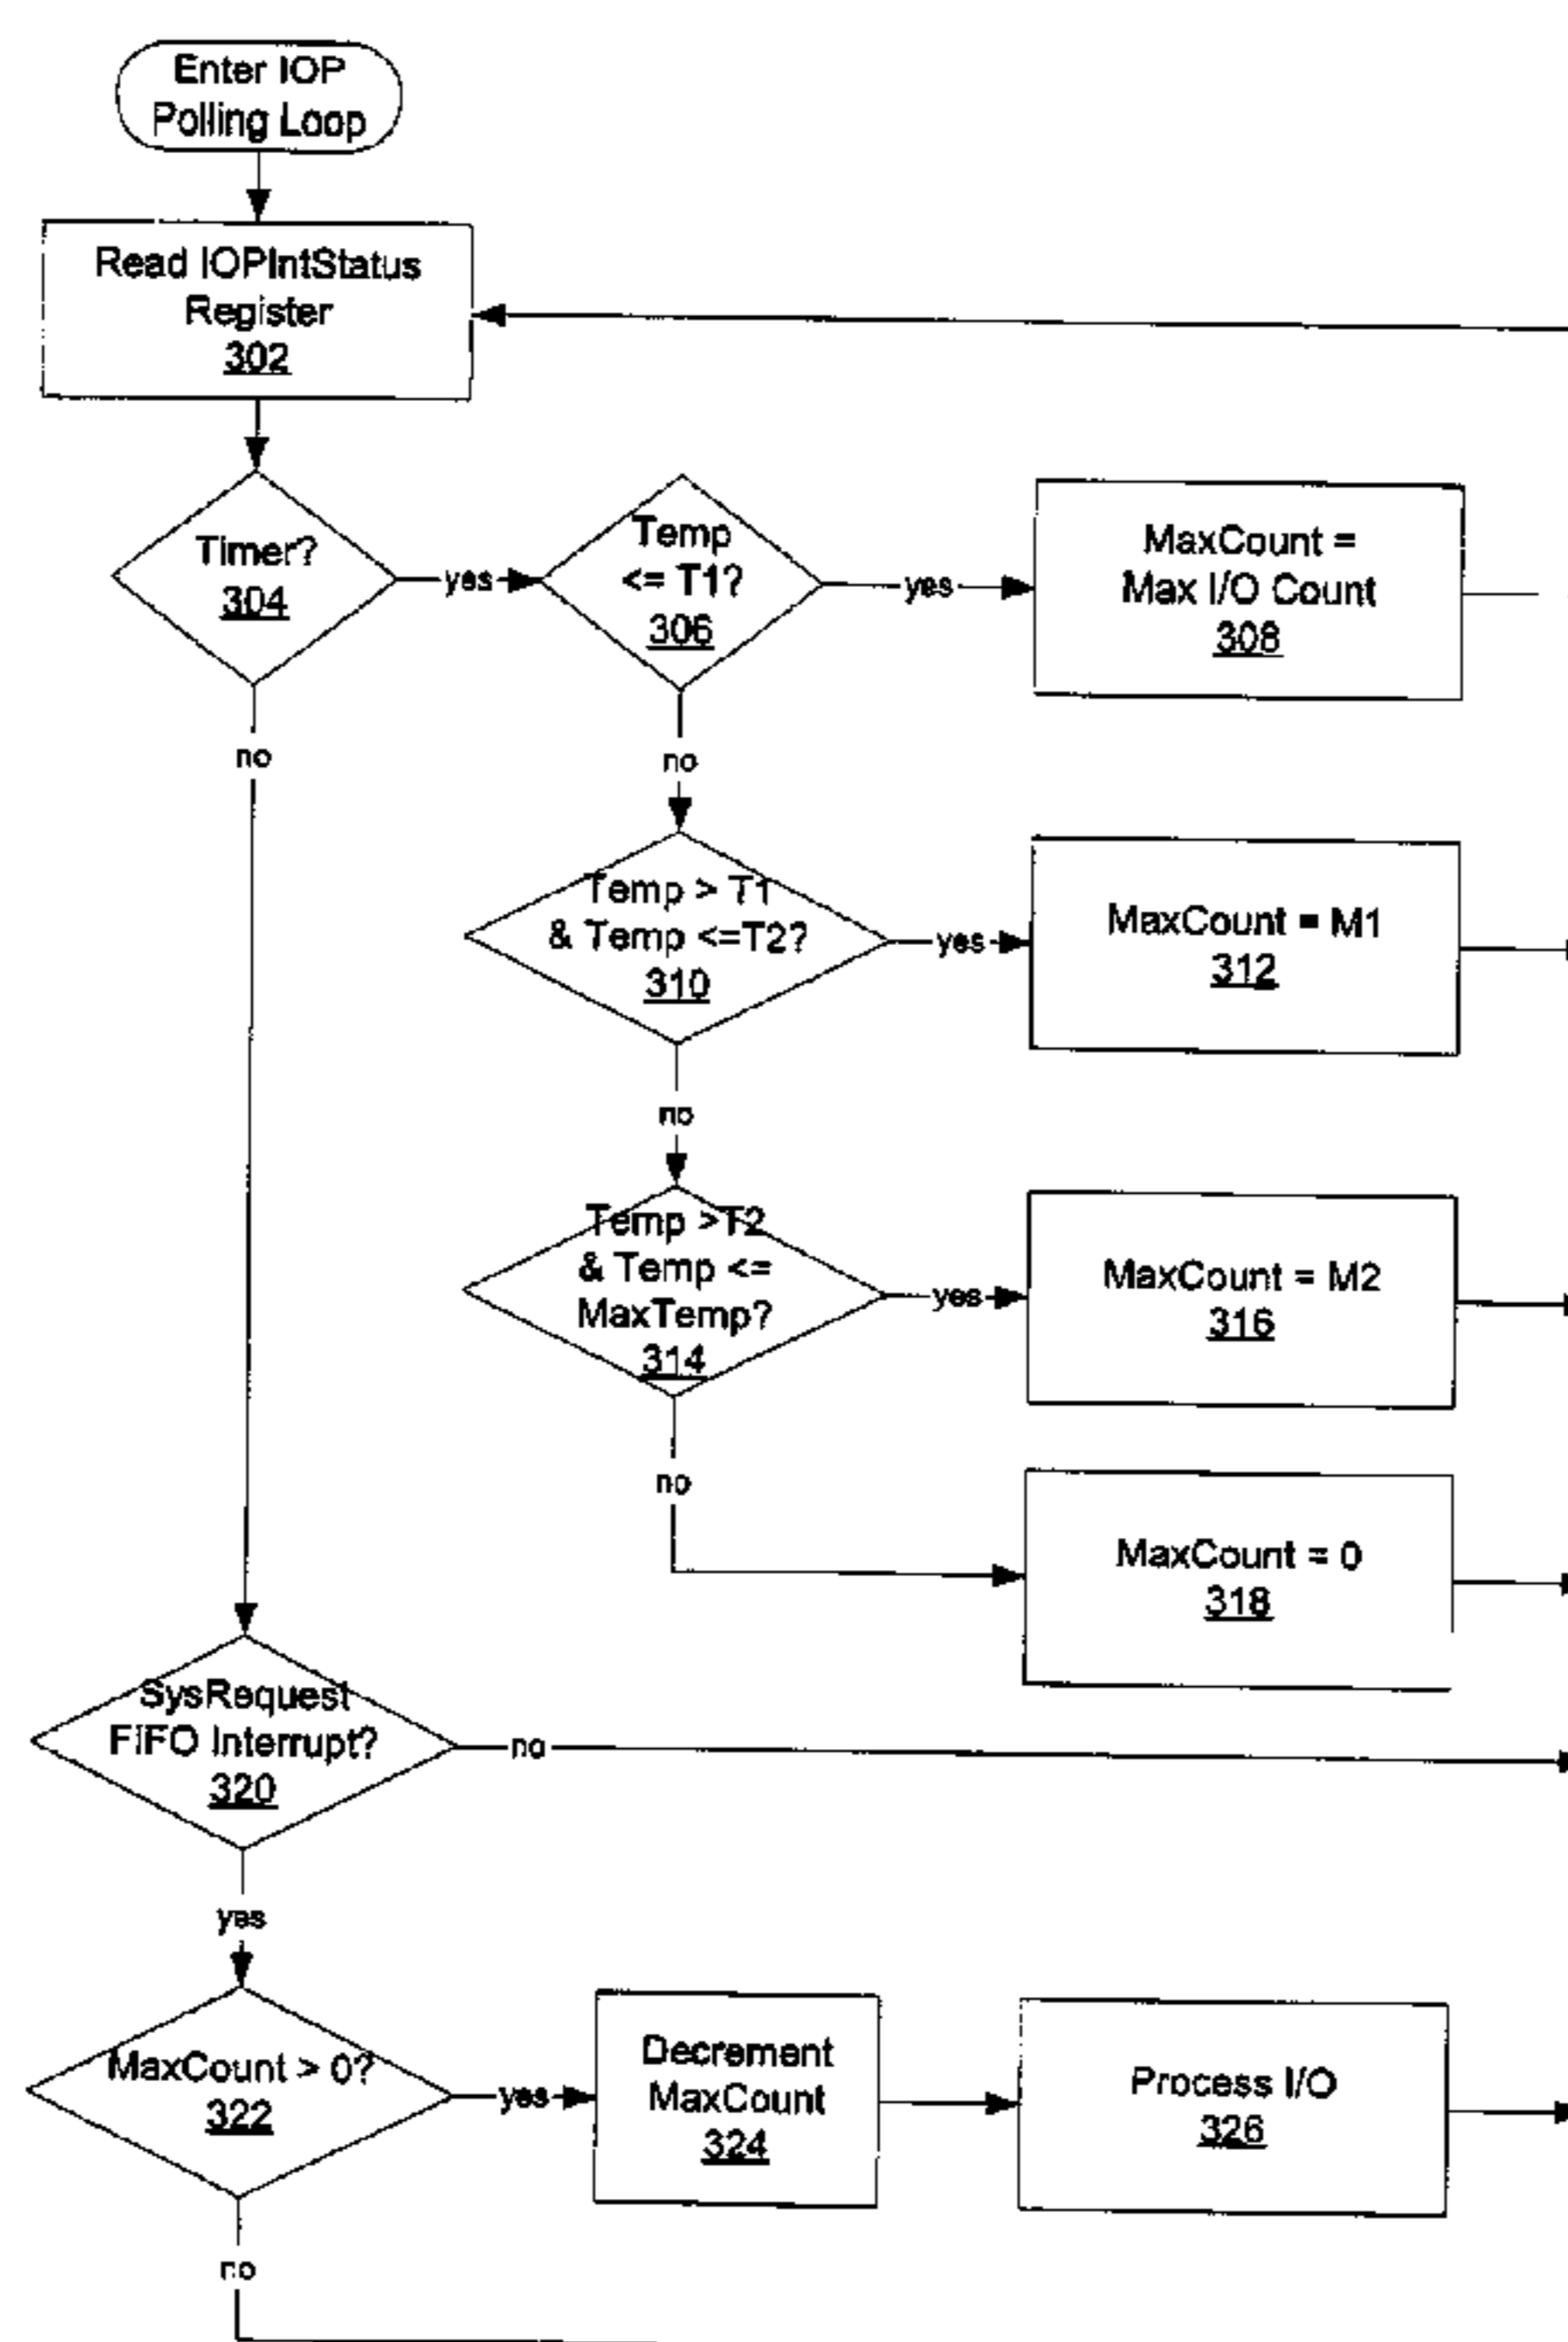 Enter IOP
Polling Loop
Read IOPIntStatus
Register
302
Timer?
304
yes
Temp
<= T1?
306
yes
MaxCount =
Max I/O Count
308
no
no
Temp > T1
& Temp <=T2?
310
yes
MaxCount = M1
312
no
Temp >T2
& Temp <=
MaxTemp?
314
yes
MaxCount = M2
316
no
MaxCount = 0
318
SysRequest
FIFO Interrupt?
320
no
yes
MaxCount > 0?
322
yes
Decrement
MaxCount
324
Process I/O
326
no